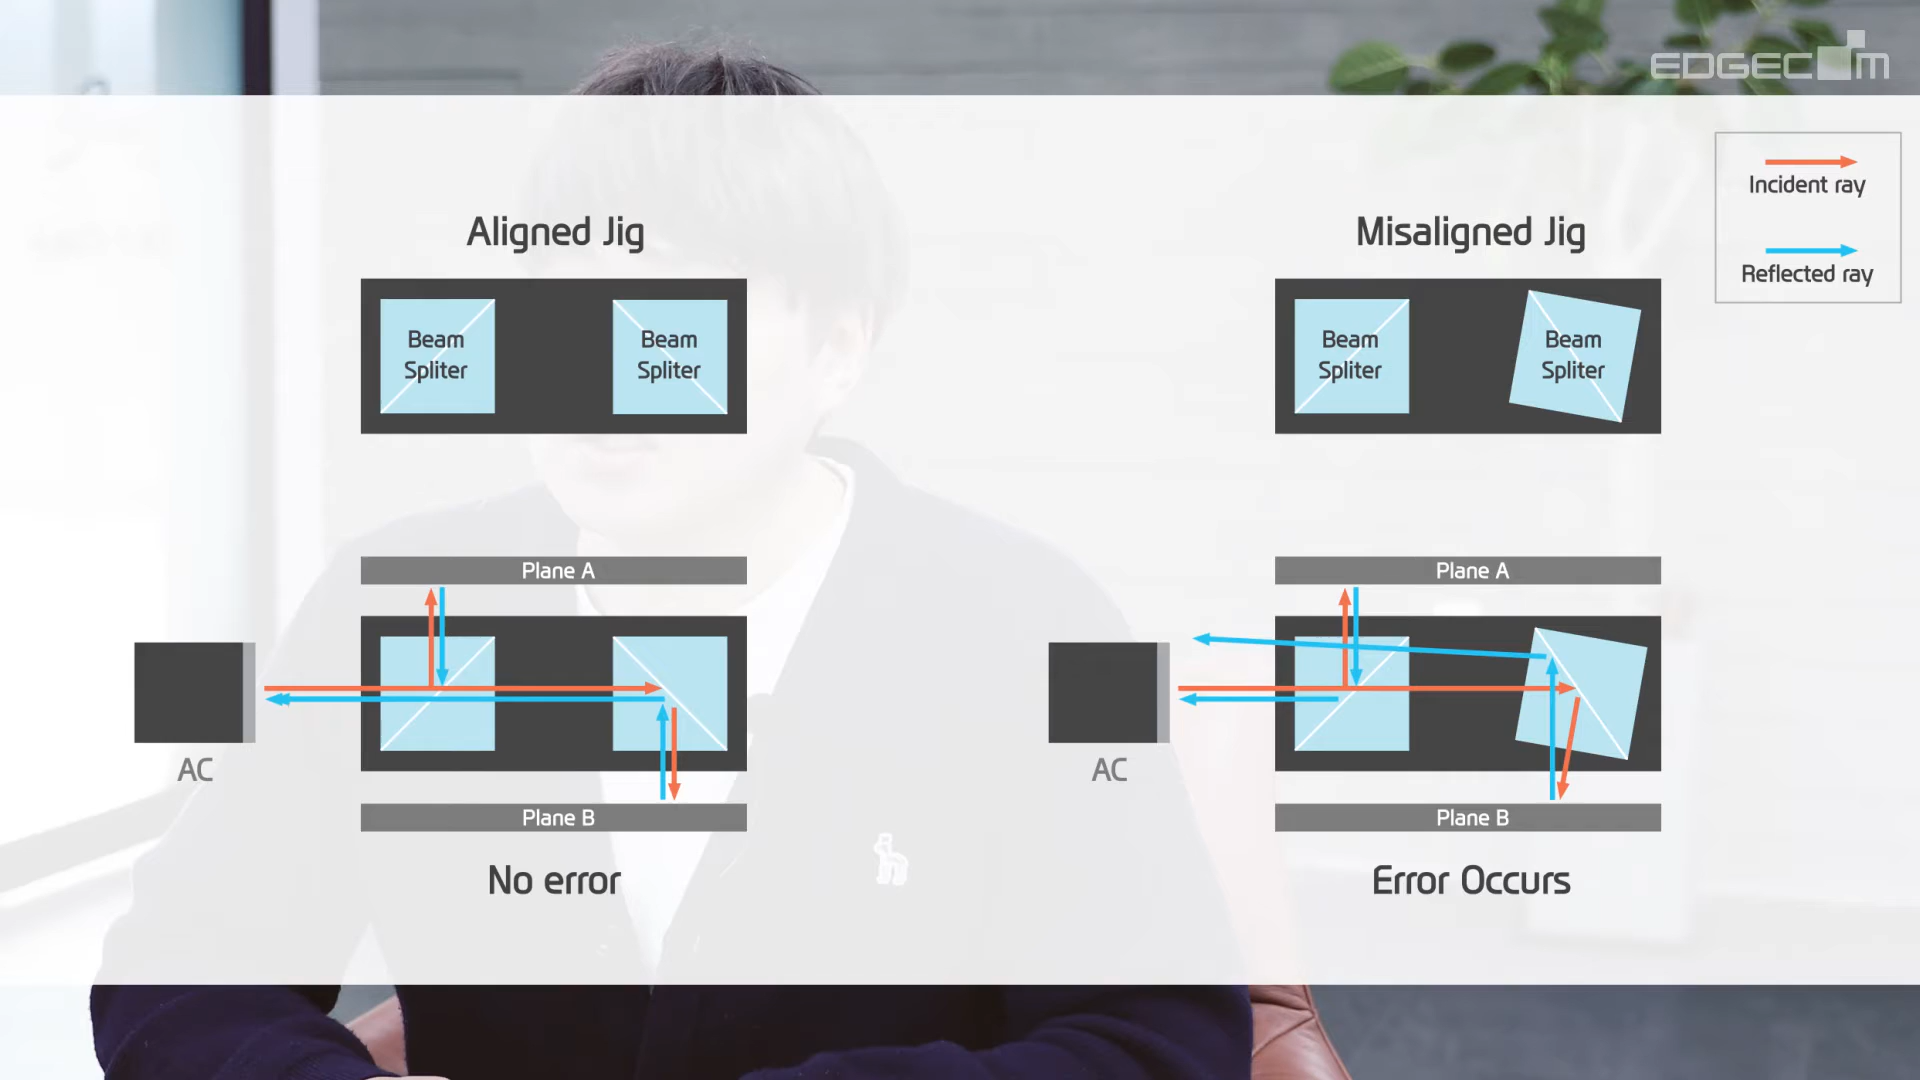 EDGECOM
Incident ray
Reflected ray
Aligned Jig
Misaligned Jig
Beam
Spliter
Beam
Spliter
Beam
Spliter
Beam
Spliter
Plane A
Plane A
AC
AC
Plane B
Plane B
No error
Error Occurs